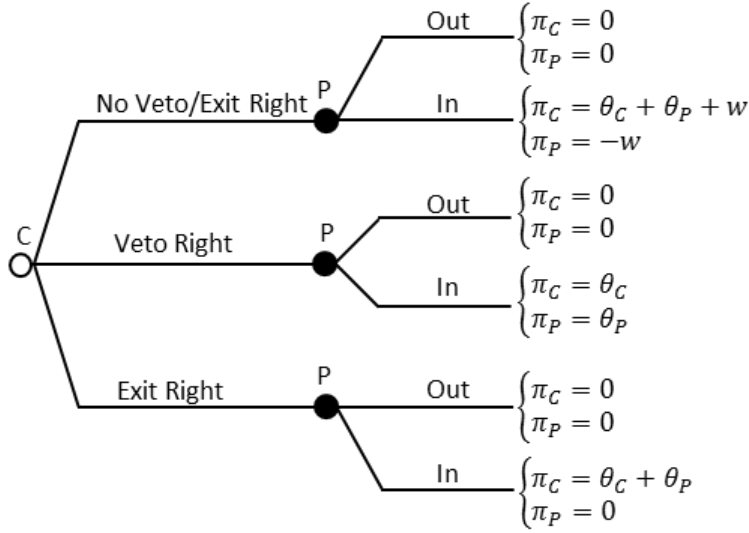 Out
π_C = 0
π_P = 0
P
No Veto/Exit Right
In
π_C = θ_C + θ_P + w
π_P = −w
Out
π_C = 0
π_P = 0
C
Veto Right
P
In
π_C = θ_C
π_P = θ_P
P
Exit Right
Out
π_C = 0
π_P = 0
In
π_C = θ_C + θ_P
π_P = 0